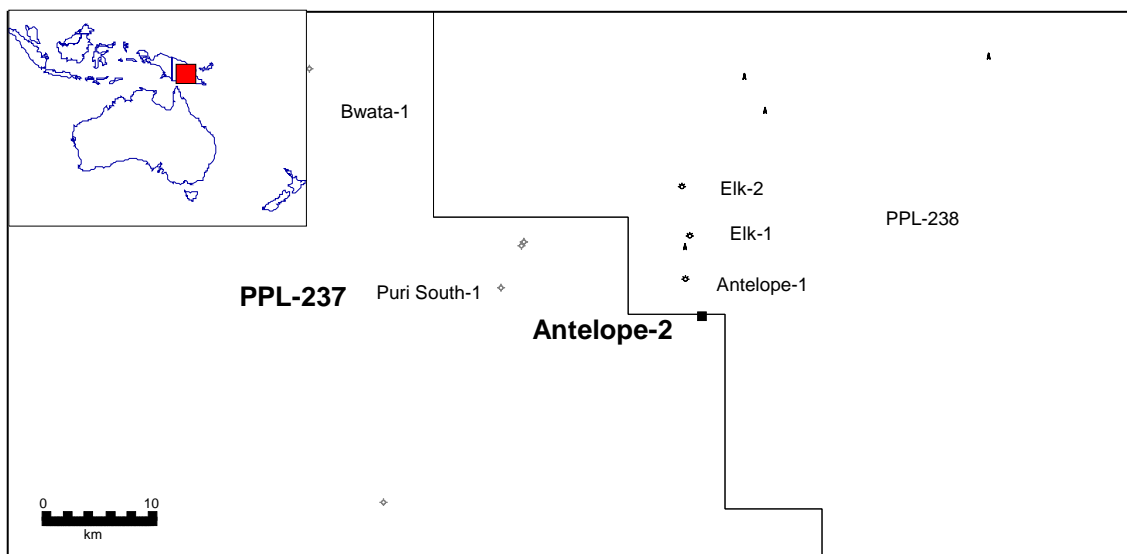 Bwata-1
Elk-2
PPL-238
Elk-1
Antelope-1
PPL-237
Puri South-1
Antelope-2
0 10
km